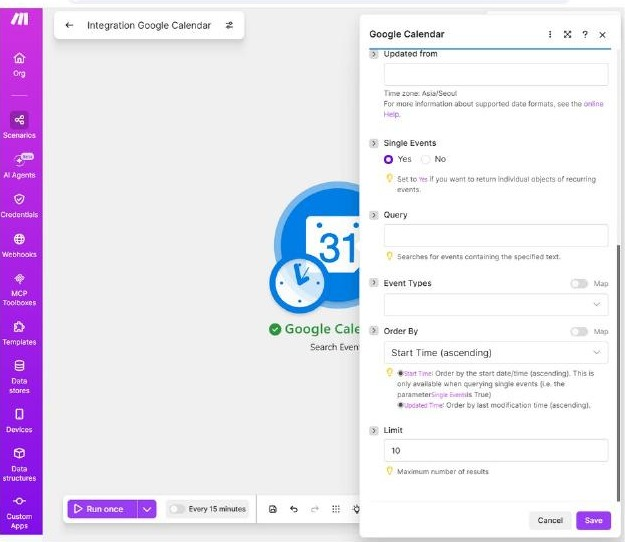 Org
Scenarios
AI Agents
Beta
Credentials
Webhooks
MCP
Toolboxes
Templates
Data
stores
Devices
Data
structures
Custom
Apps
Integration Google Calendar
31
Google Cale
Search Even
Run once
Every 15 minutes
Google Calendar
?
Updated from
Time zone: Asia/Seoul
For more information about supported date formats, see the online
Help.
Single Events
Yes No
Set to Yes if you want to return individual objects of recurring
events.
Query
Searches for events containing the specified text.
Event Types Map
Order By Map
Start Time (ascending)
Start Time: Order by the start date/time (ascending). This is
only available when querying single events (i.e. the
parameterSingle Eventsis True)
Updated Time: Order by last modification time (ascending).
Limit
10
Maximum number of results
Cancel Save